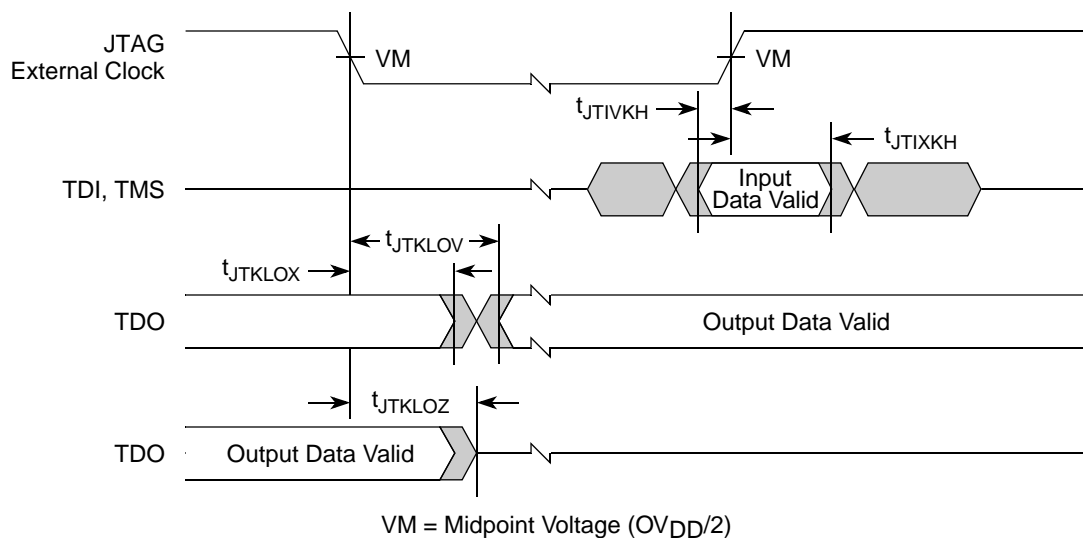 JTAG
External Clock
VM
VM
tJTIVKH
tJTIXKH
TDI, TMS
Input
Data Valid
tJTKLOV
tJTKLOX
TDO
Output Data Valid
tJTKLOZ
TDO
Output Data Valid
VM = Midpoint Voltage (OVDD/2)